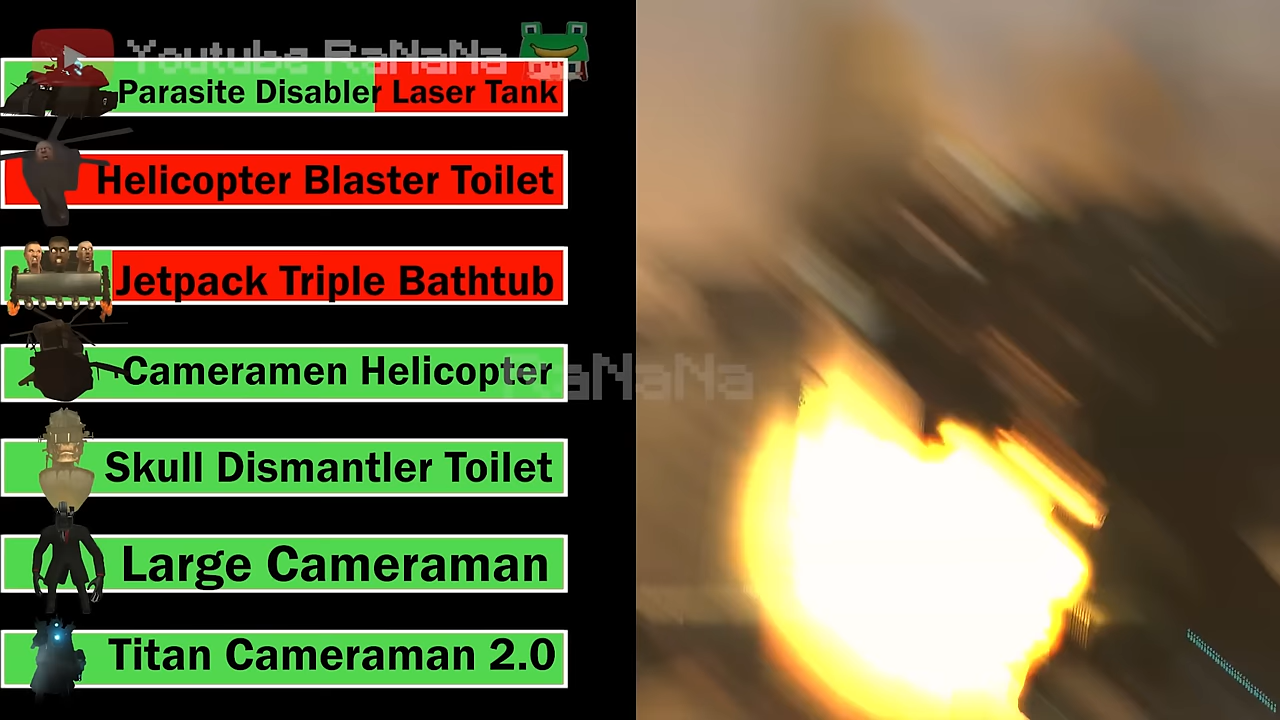 Youtube RaNaNa
Parasite Disabler Laser Tank
Helicopter Blaster Toilet
Jetpack Triple Bathtub
Cameramen Helicopter
RaNaNa
Skull Dismantler Toilet
Large Cameraman
Titan Cameraman 2.0